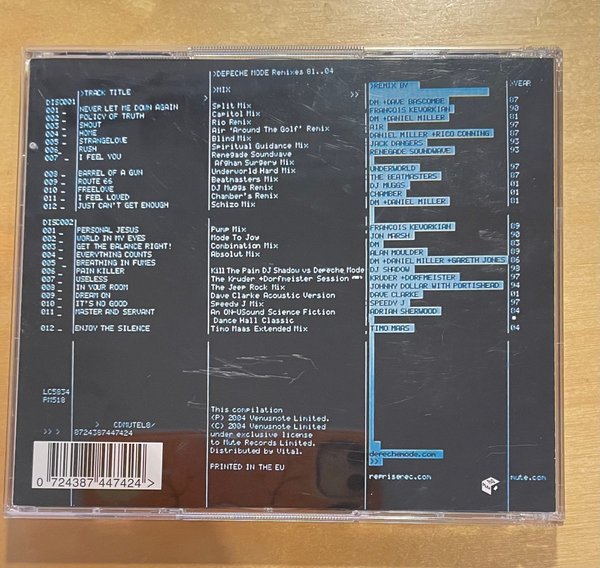 >DEPECHE MODE Remixes 81..04
>TRACK TITLE >MIX >> >REMIX BY >YEAR
DISC001
001 _ NEVER LET ME DOWN AGAIN Split Mix DM +DAVE BASCOMBE 87
002 _ POLICY OF TRUTH Capitol Mix FRANÇOIS KEVORKIAN 90
003 _ SHOUT Rio Remix DM +DANIEL MILLER 81
004 _ HOME Air 'Around The Golf' Remix AIR 97
005 _ STRANGELOVE Blind Mix DANIEL MILLER +RICO CONNING 87
006 _ RUSH Spiritual Guidance Mix JACK DANGERS 93
007 _ I FEEL YOU Renegade Soundwave RENEGADE SOUNDWAVE 93
Afghan Surgery Mix
008 _ BARREL OF A GUN Underworld Hard Mix UNDERWORLD 97
009 _ ROUTE 66 Beatmasters Mix THE BEATMASTERS 87
010 _ FREELOVE DJ Muggs Remix DJ MUGGS 01
011 _ I FEEL LOVED Chamber's Remix CHAMBER 01
012 _ JUST CAN'T GET ENOUGH Schizo Mix DM +DANIEL MILLER 81
DISC002
001 _ PERSONAL JESUS Pump Mix FRANÇOIS KEVORKIAN 89
002 _ WORLD IN MY EYES Mode To Joy JON MARSH 90
003 _ GET THE BALANCE RIGHT! Combination Mix DM 83
004 _ EVERYTHING COUNTS Absolut Mix ALAN MOULDER 89
005 _ BREATHING IN FUMES DM +DANIEL MILLER +GARETH JONES 86
006 _ PAIN KILLER Kill The Pain DJ Shadow vs Depeche Mode DJ SHADOW 98
007 _ USELESS The Kruder +Dorfmeister Session KRUDER +DORFMEISTER 97
008 _ IN YOUR ROOM The Jeep Rock Mix JOHNNY DOLLAR WITH PORTISHEAD 94
009 _ DREAM ON Dave Clarke Acoustic Version DAVE CLARKE 01
010 _ IT'S NO GOOD Speedy J Mix SPEEDY J 97
011 _ MASTER AND SERVANT An ON-USound Science Fiction ADRIAN SHERWOOD 84
Dance Hall Classic
012 _ ENJOY THE SILENCE Timo Maas Extended Mix TIMO MAAS 04
LC5834
PM518
> CDMUTEL8/
>> > 8724387447424
This compilation
(P) 2004 Venusnote Limited.
(C) 2004 Venusnote Limited
under exclusive license
to Mute Records Limited.
Distributed by Vital.
PRINTED IN THE EU
depechemode.com
>>
repriserec.com
mute.com
0 724387 447424 >